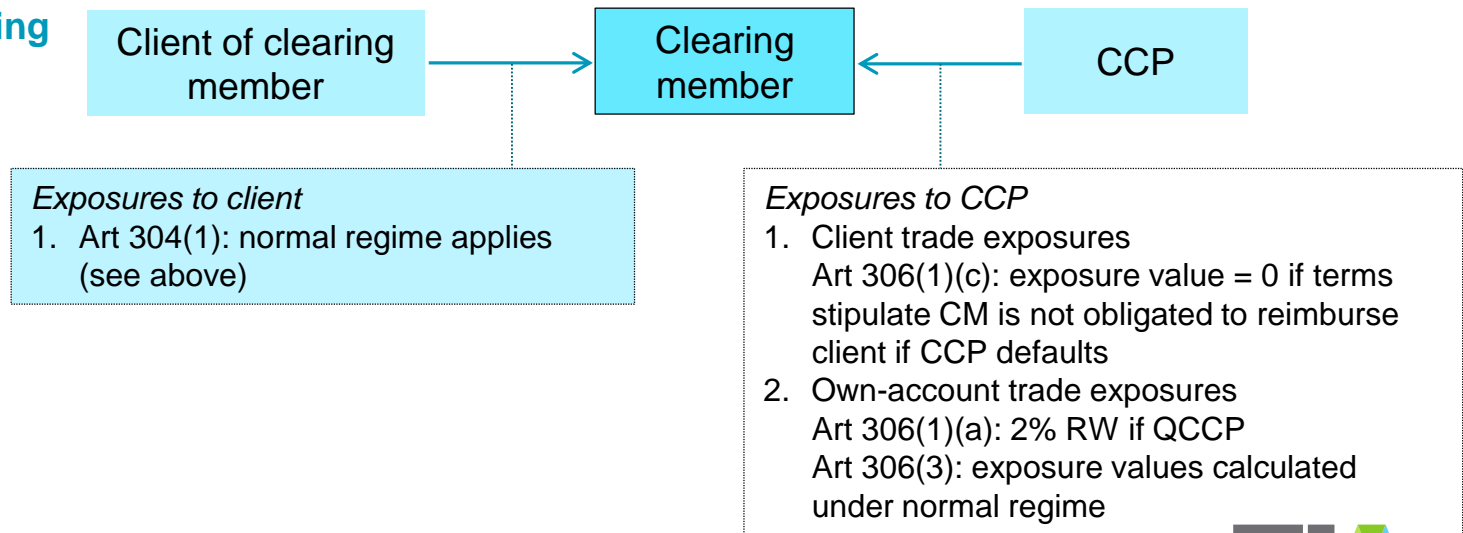 ing
Client of clearing
member
Clearing
member
CCP
Exposures to client
1. Art 304(1): normal regime applies
(see above)
Exposures to CCP
1. Client trade exposures
Art 306(1)(c): exposure value = 0 if terms
stipulate CM is not obligated to reimburse
client if CCP defaults
2. Own-account trade exposures
Art 306(1)(a): 2% RW if QCCP
Art 306(3): exposure values calculated
under normal regime